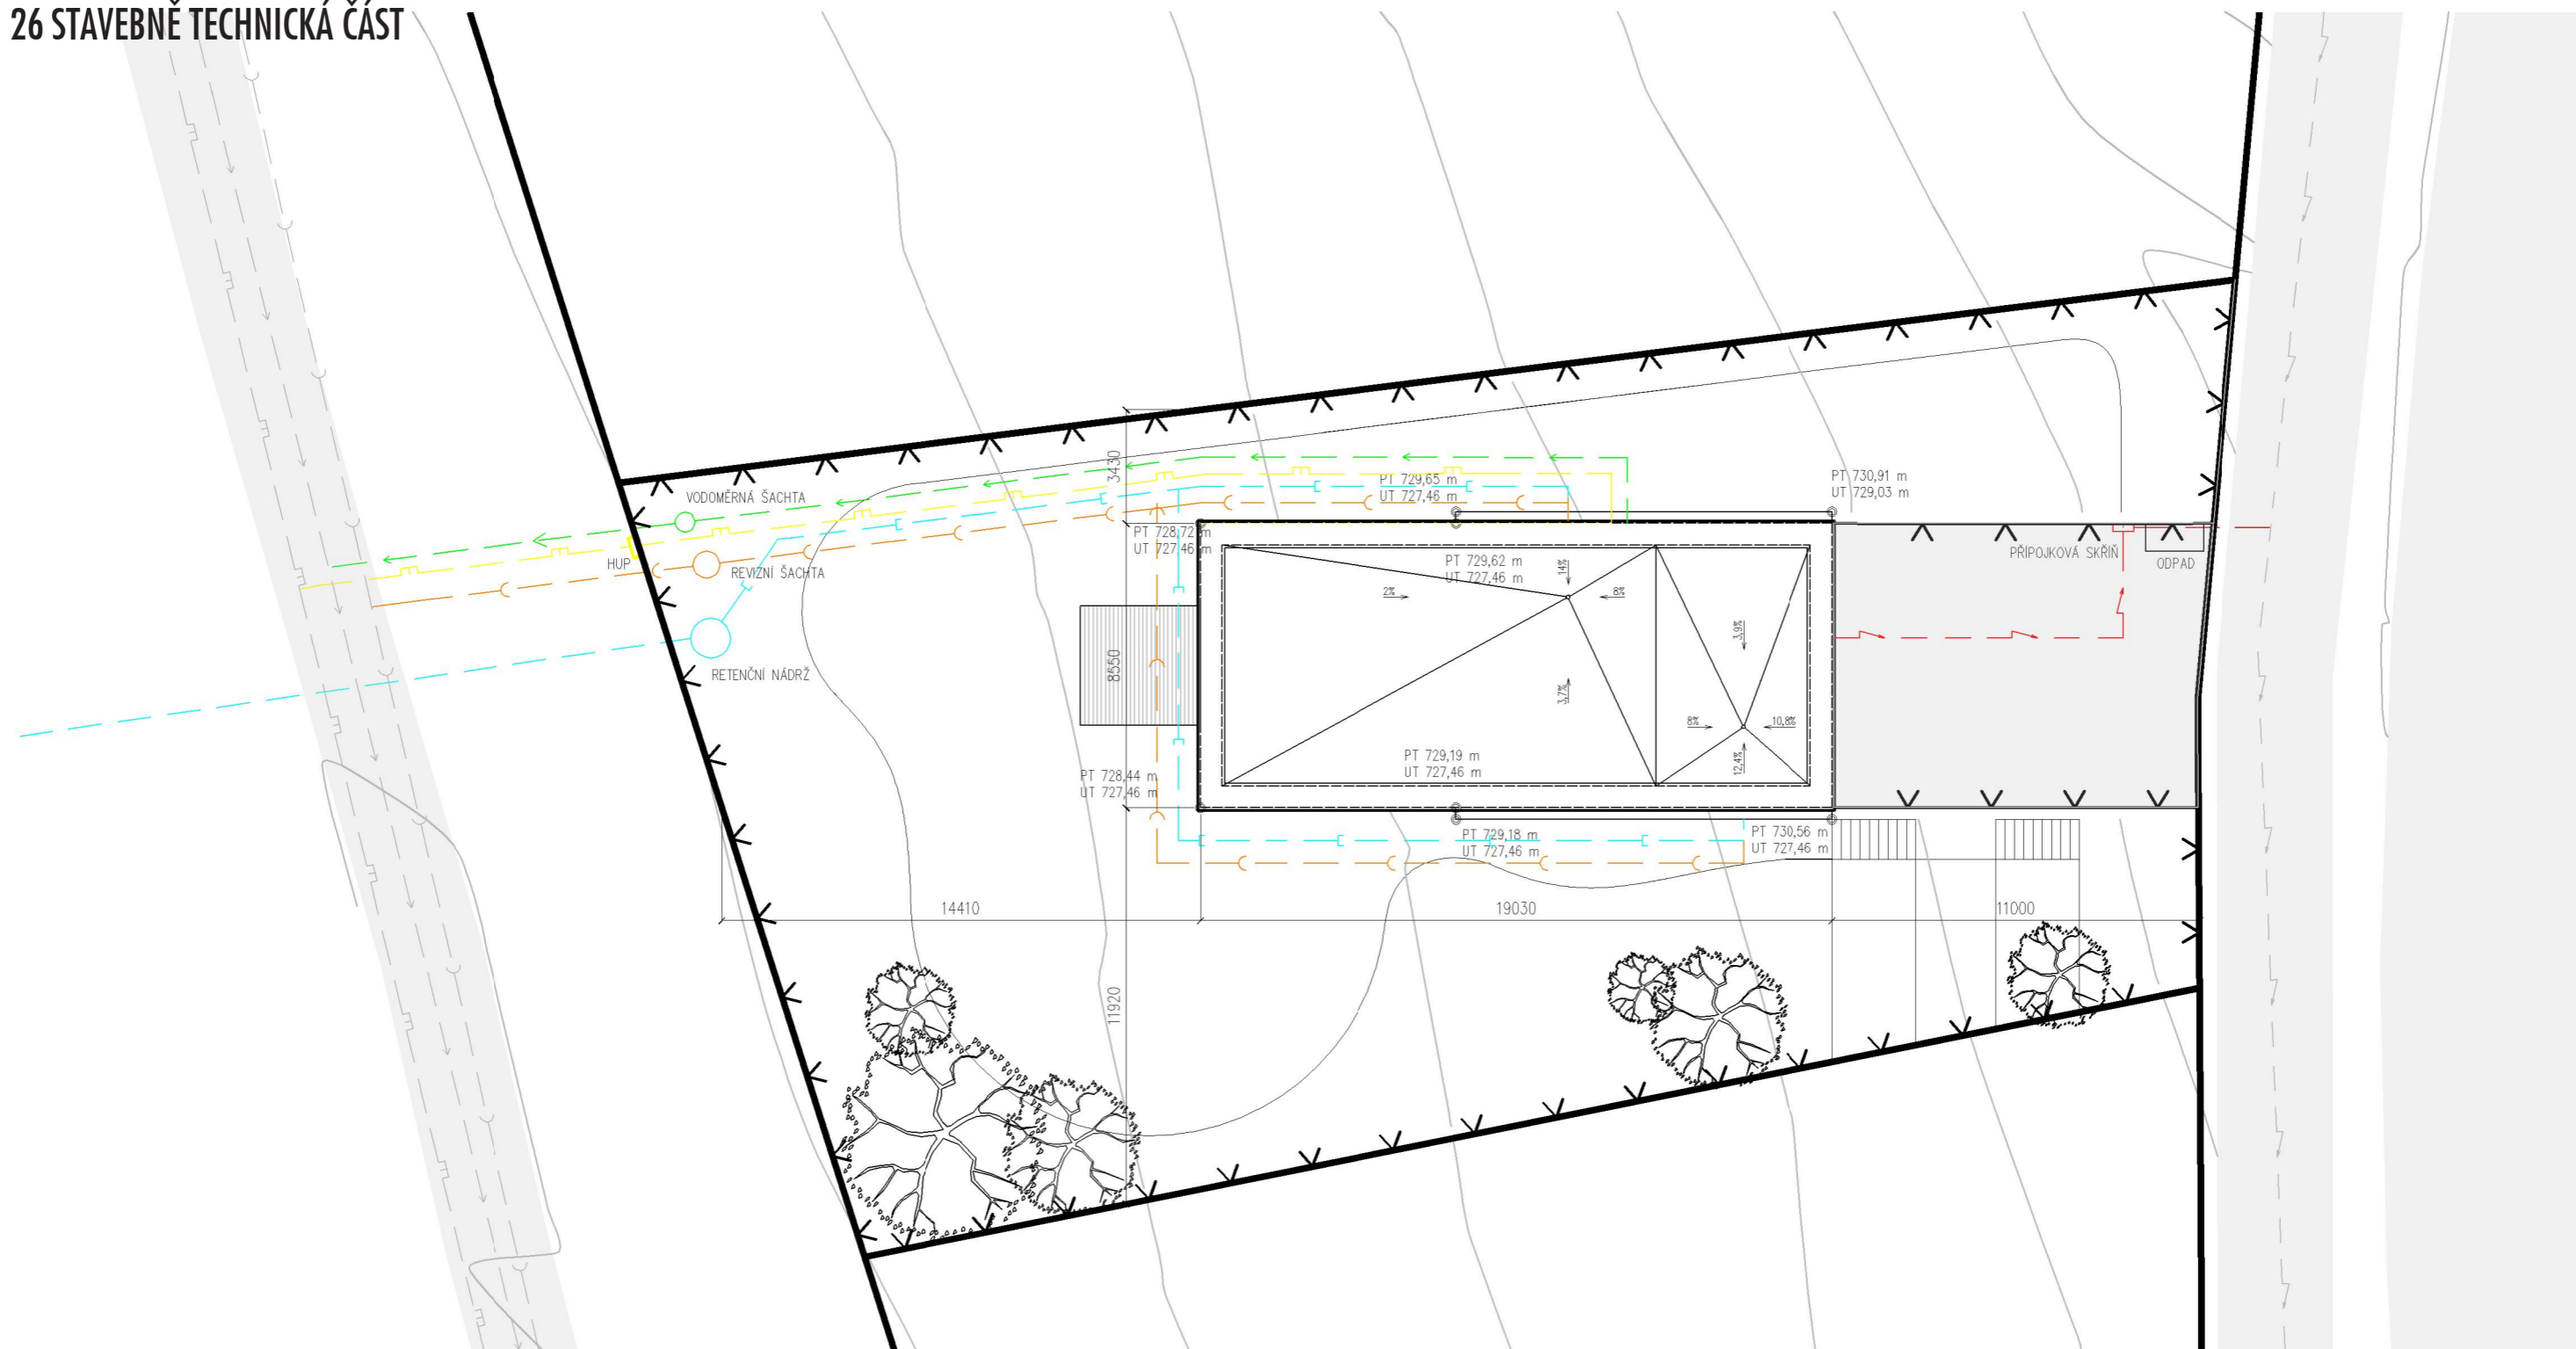 26 STAVEBNĚ TECHNICKÁ ČÁST
3430
PT 729,65 m
UT 727,46 m
PT 730,91 m
UT 729,03 m
VODOMĚRNÁ ŠACHTA
PT 728,72 m
UT 727,46 m
HUP
REVIZNÍ ŠACHTA
PT 729,62 m
UT 727,46 m
14%
PŘÍPOJKOVÁ SKŘÍŇ
ODPAD
2%
8%
3,9%
RETENČNÍ NÁDRŽ
8550
3,7%
8%
10,8%
12,4%
PT 729,19 m
UT 727,46 m
PT 728,44 m
UT 727,46 m
PT 729,18 m
UT 727,46 m
PT 730,56 m
UT 727,46 m
14410
19030
11000
11920